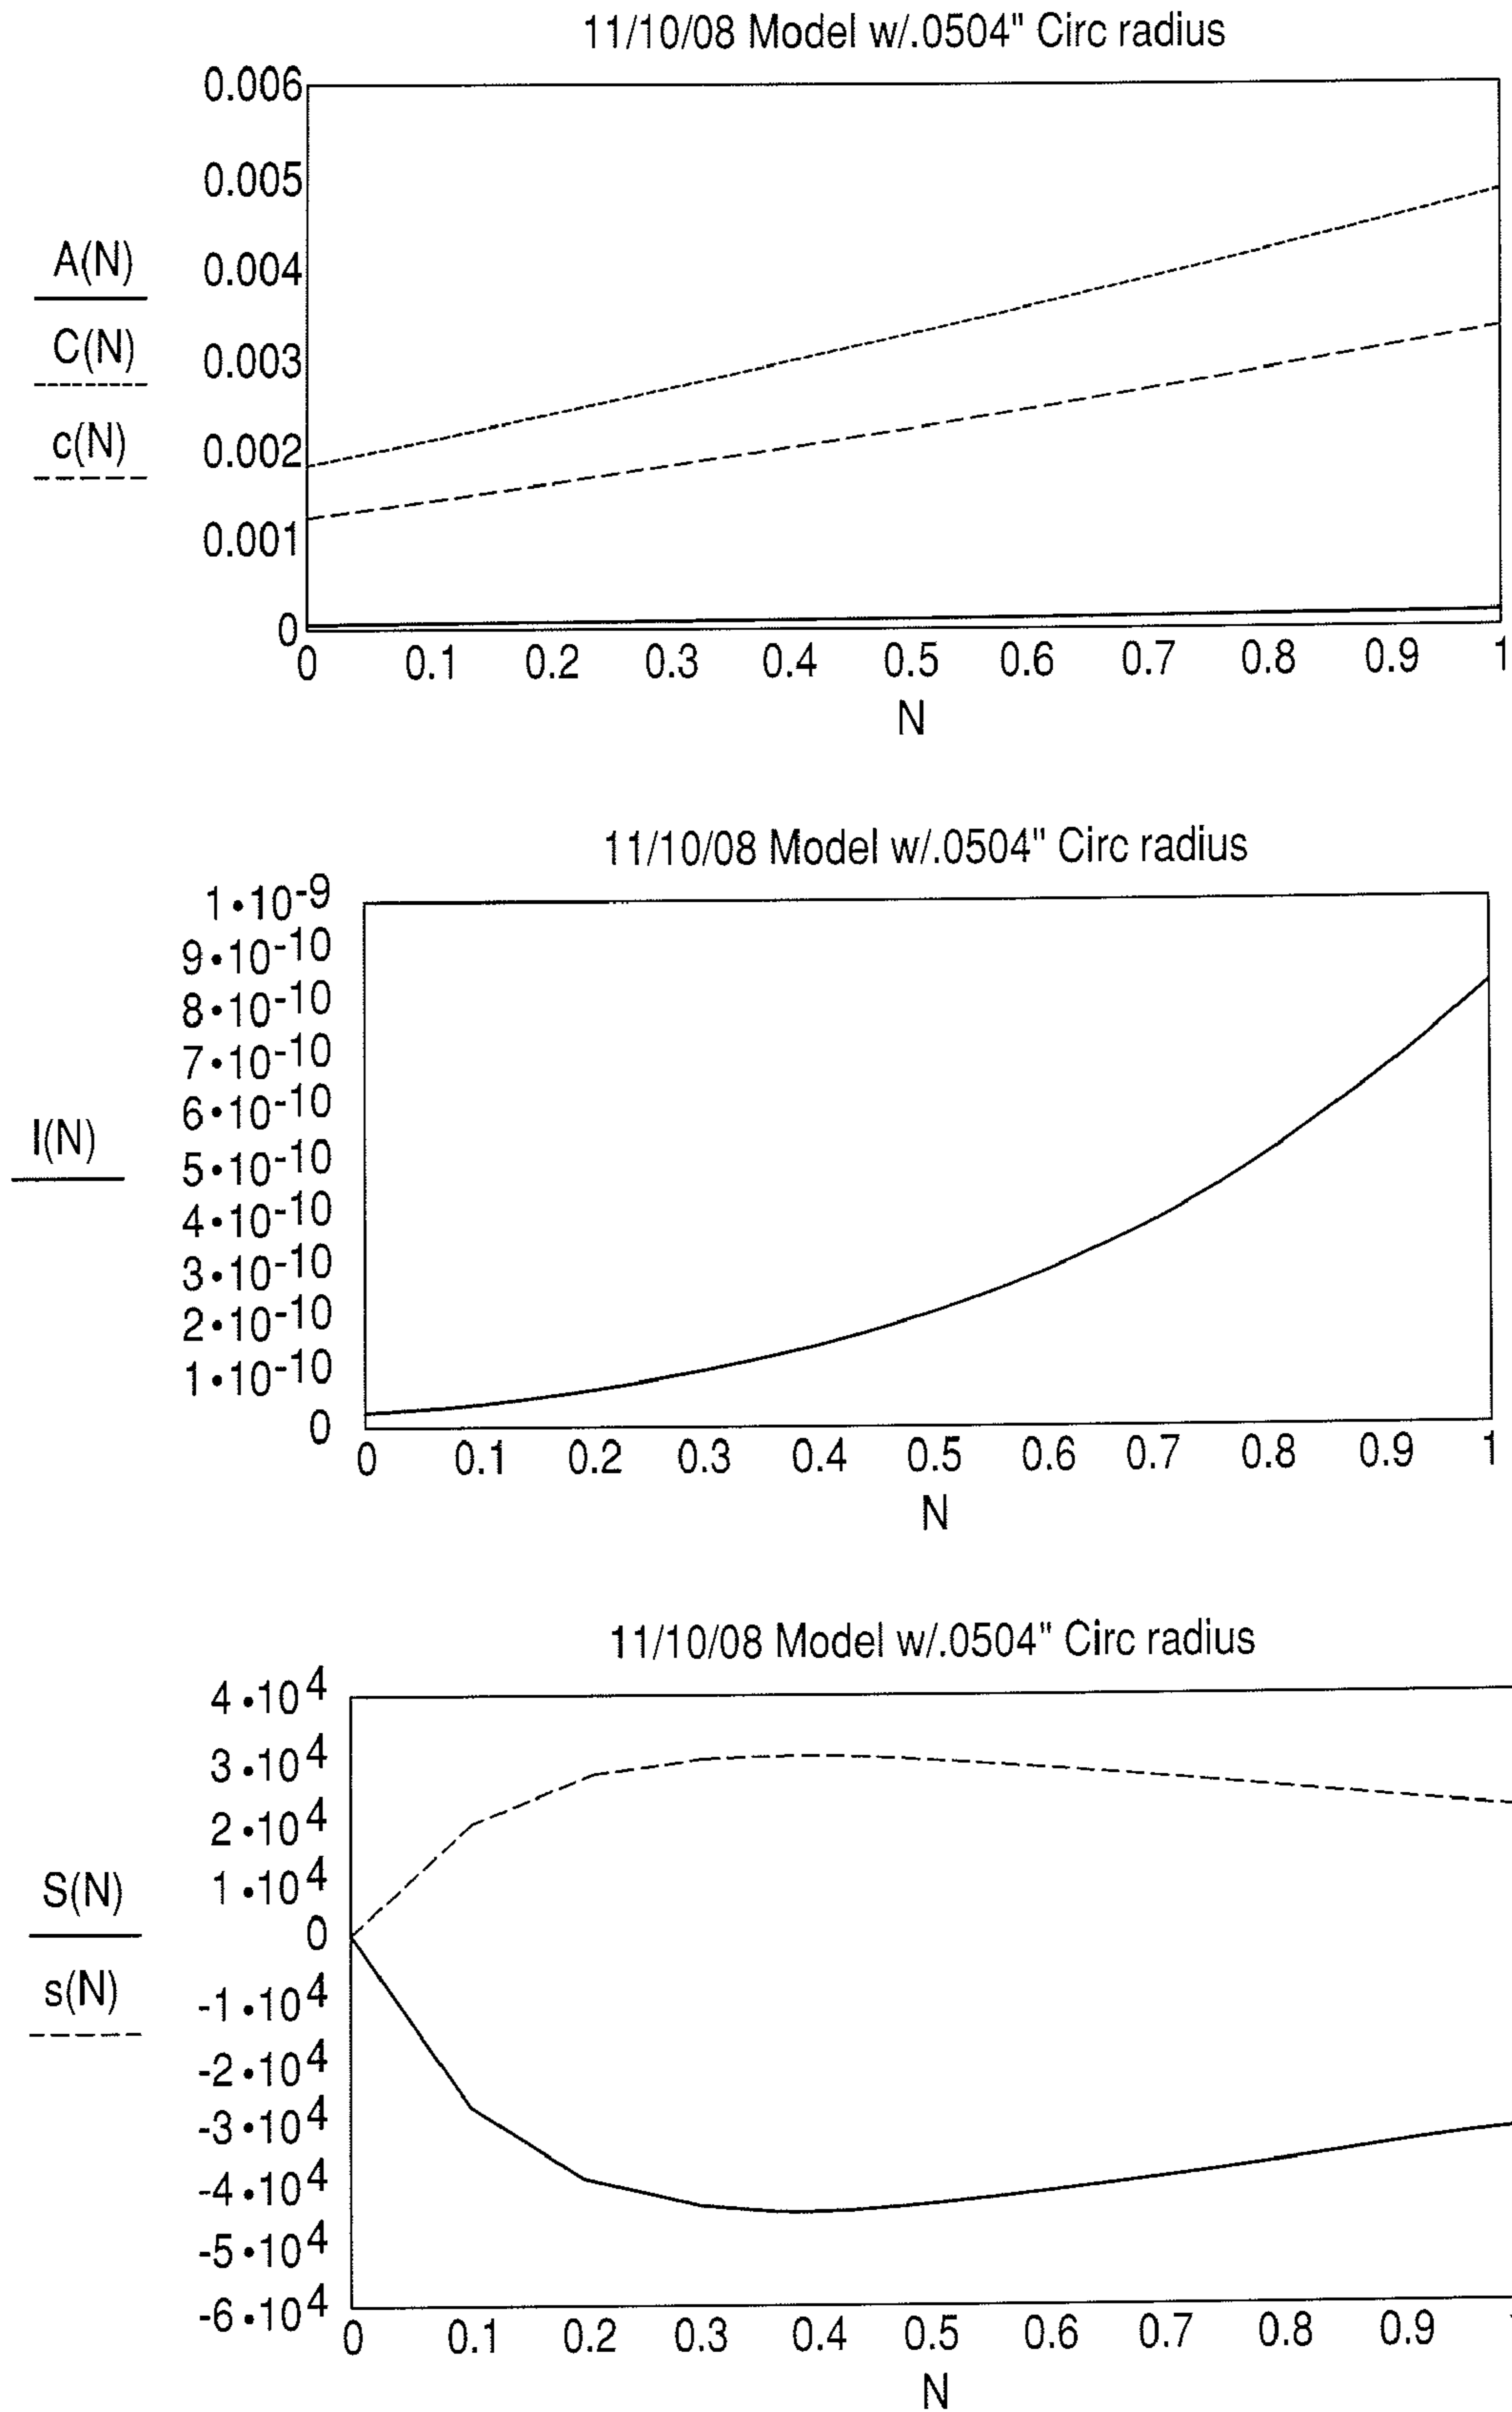 11/10/08 Model w/.0504" Circ radius
0.006
0.005
0.004
0.003
0.002
0.001
0
A(N)
C(N)
c(N)
0 0.1 0.2 0.3 0.4 0.5 0.6 0.7 0.8 0.9 1
N
11/10/08 Model w/.0504" Circ radius
1•10-9
9•10-10
8•10-10
7•10-10
6•10-10
5•10-10
4•10-10
3•10-10
2•10-10
1•10-10
0
I(N)
0 0.1 0.2 0.3 0.4 0.5 0.6 0.7 0.8 0.9 1
N
11/10/08 Model w/.0504" Circ radius
4•104
3•104
2•104
1•104
0
-1•104
-2•104
-3•104
-4•104
-5•104
-6•104
S(N)
s(N)
0 0.1 0.2 0.3 0.4 0.5 0.6 0.7 0.8 0.9
N